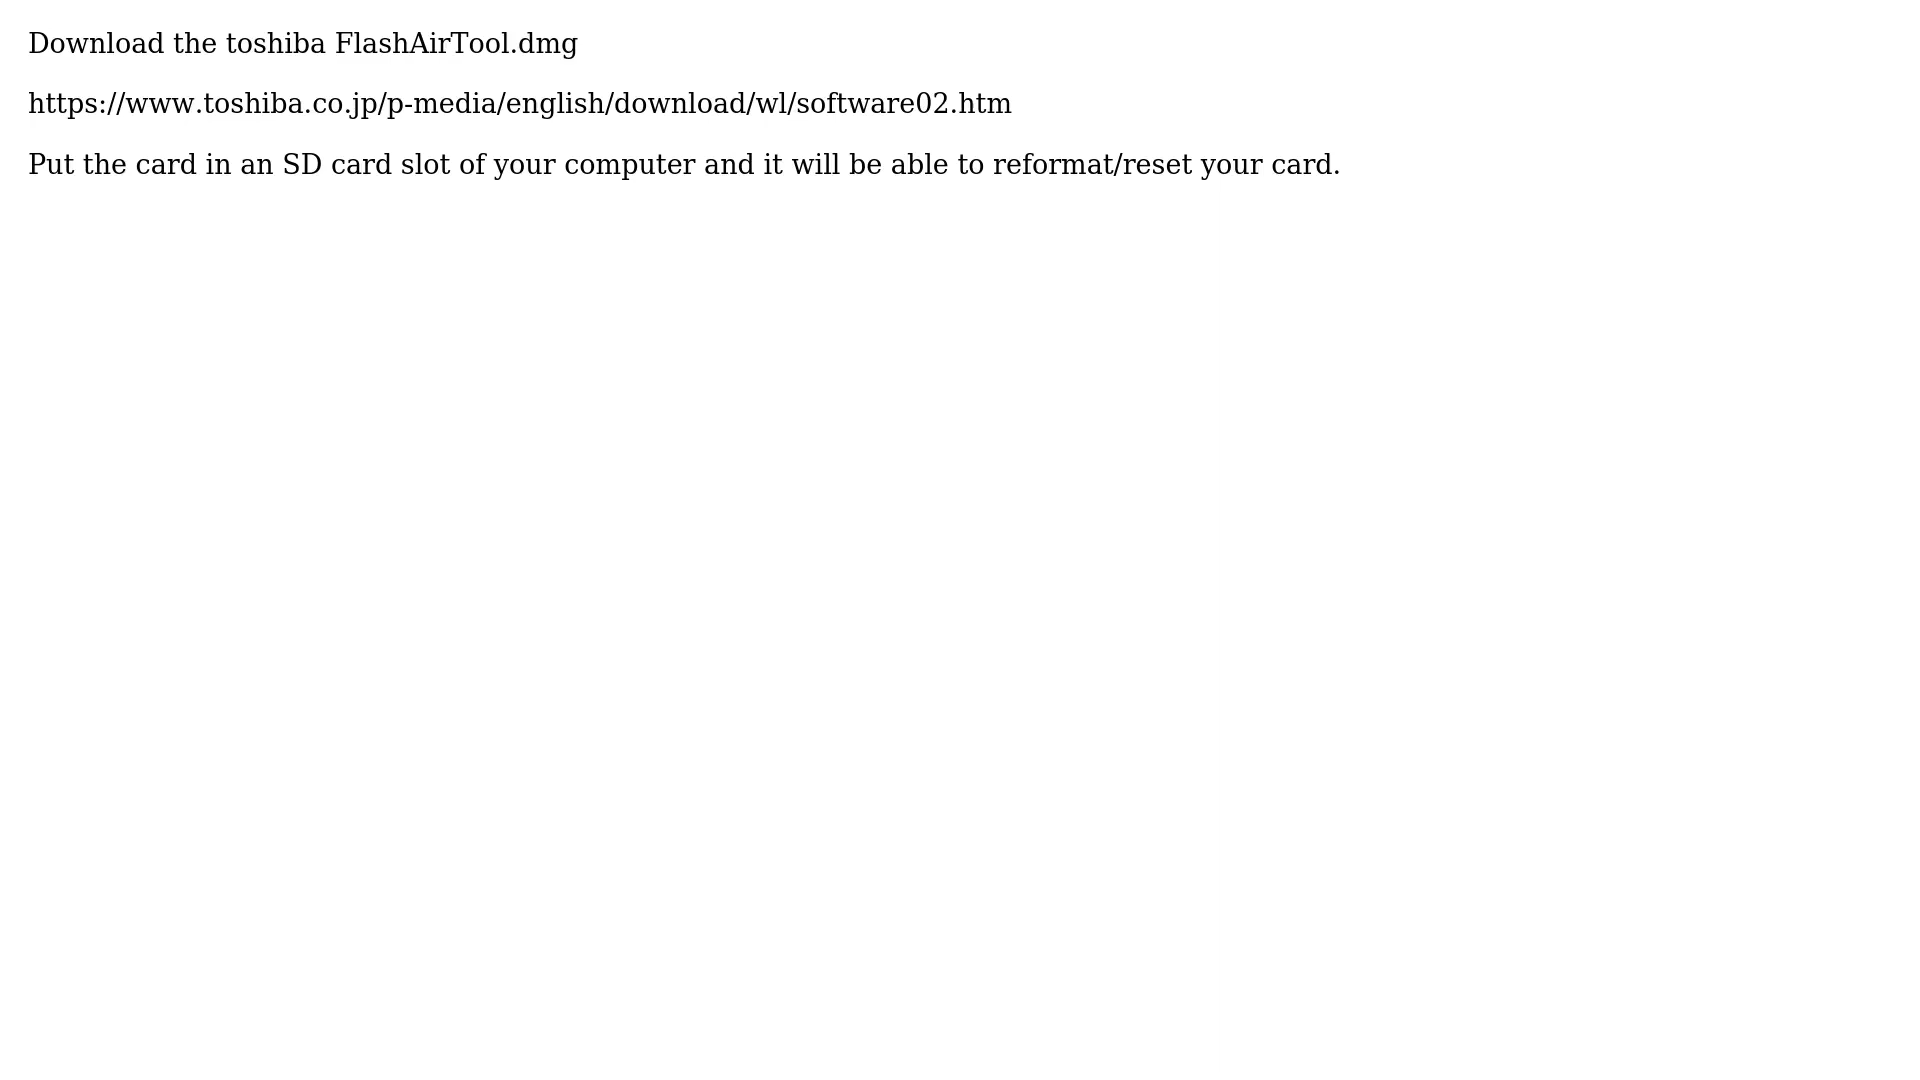 Download the toshiba FlashAirTool.dmg
https://www.toshiba.co.jp/p-media/english/download/wl/software02.htm
Put the card in an SD card slot of your computer and it will be able to reformat/reset your card.